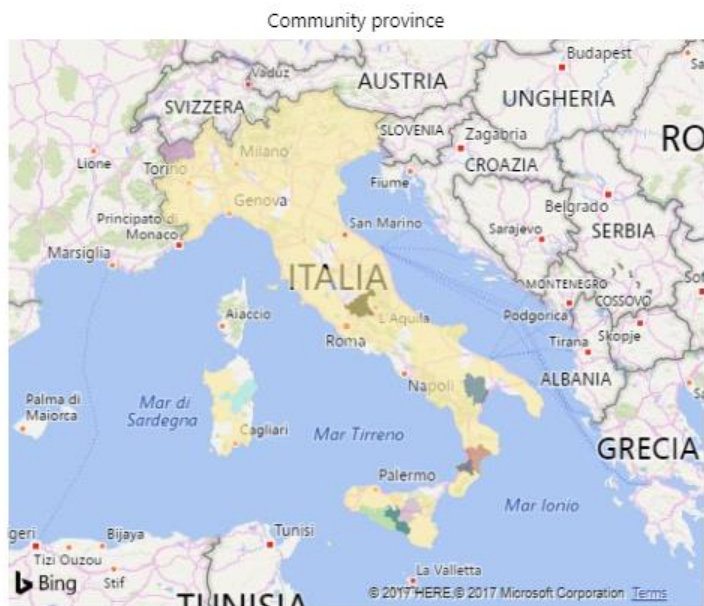 Community province
Budapest
Vaduz
AUSTRIA
SVIZZERA
UNGHERIA
SLOVENIA
Zagabria
RO
Lione
Milano
Torino
CROAZIA
Fiume
Genova
Belgrado
Principato di
Monaco
San Marino
Sarajevo
SERBIA
Marsiglia
ITALIA
MONTENEGRO
COSSOVO
Aiaccio
L'Aquila
Podgorica
Skopje
Roma
Tirana
Napoli
ALBANIA
Palma di
Maiorca
Mar di
Sardegna
Cagliari
Mar Tirreno
GRECIA
Palermo
Mar Ionio
geri
Bijaya
Tunisi
Tizi Ouzou
Stif
La Valletta
Bing
© 2017 HERE,© 2017 Microsoft Corporation Terms
TUNISIA